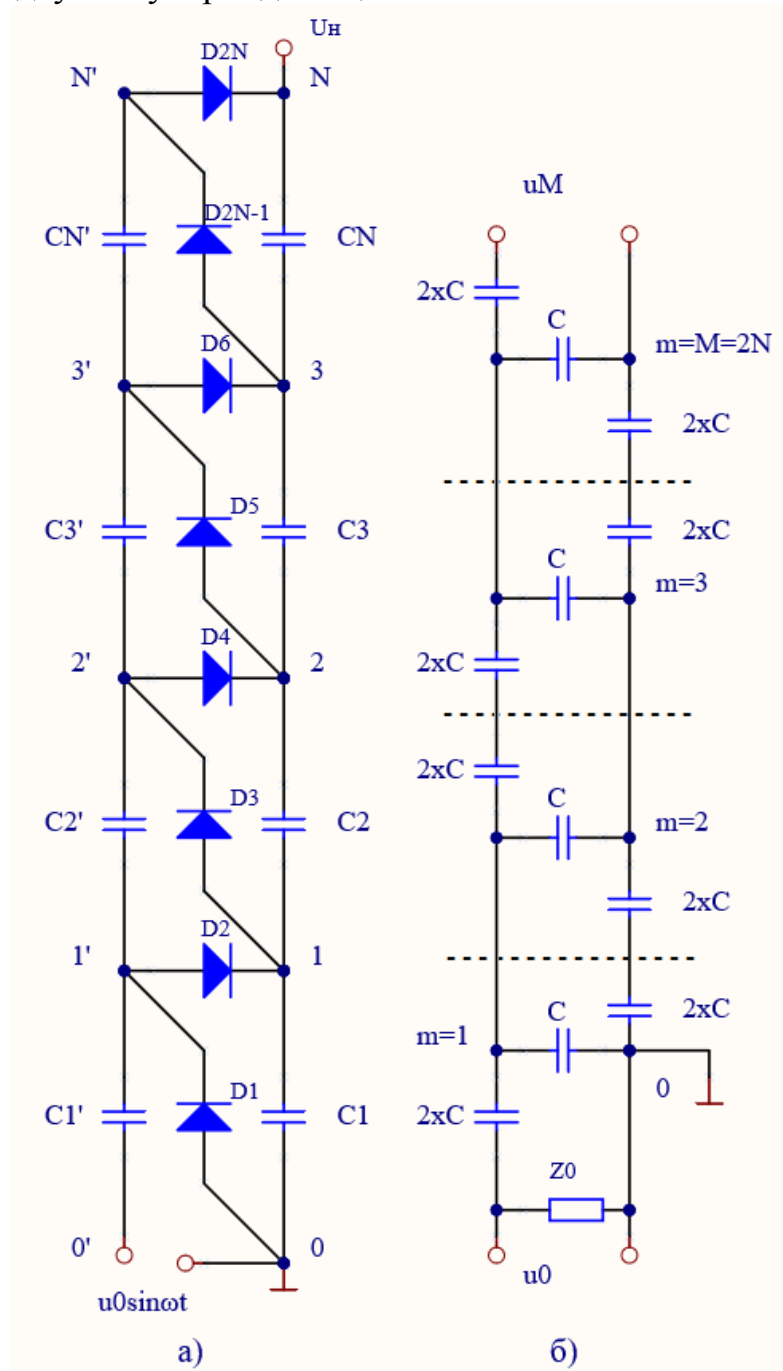 Uн
D2N
N'
N
D2N-1
CN'
CN
D6
3'
3
D5
C3'
C3
D4
2'
2
D3
C2'
C2
D2
1'
1
D1
C1'
C1
0'
0
u0sinωt
а)
uM
2xC
C
m=M=2N
2xC
2xC
C
m=3
2xC
2xC
C
m=2
2xC
2xC
C
m=1
0
2xC
Z0
u0
б)